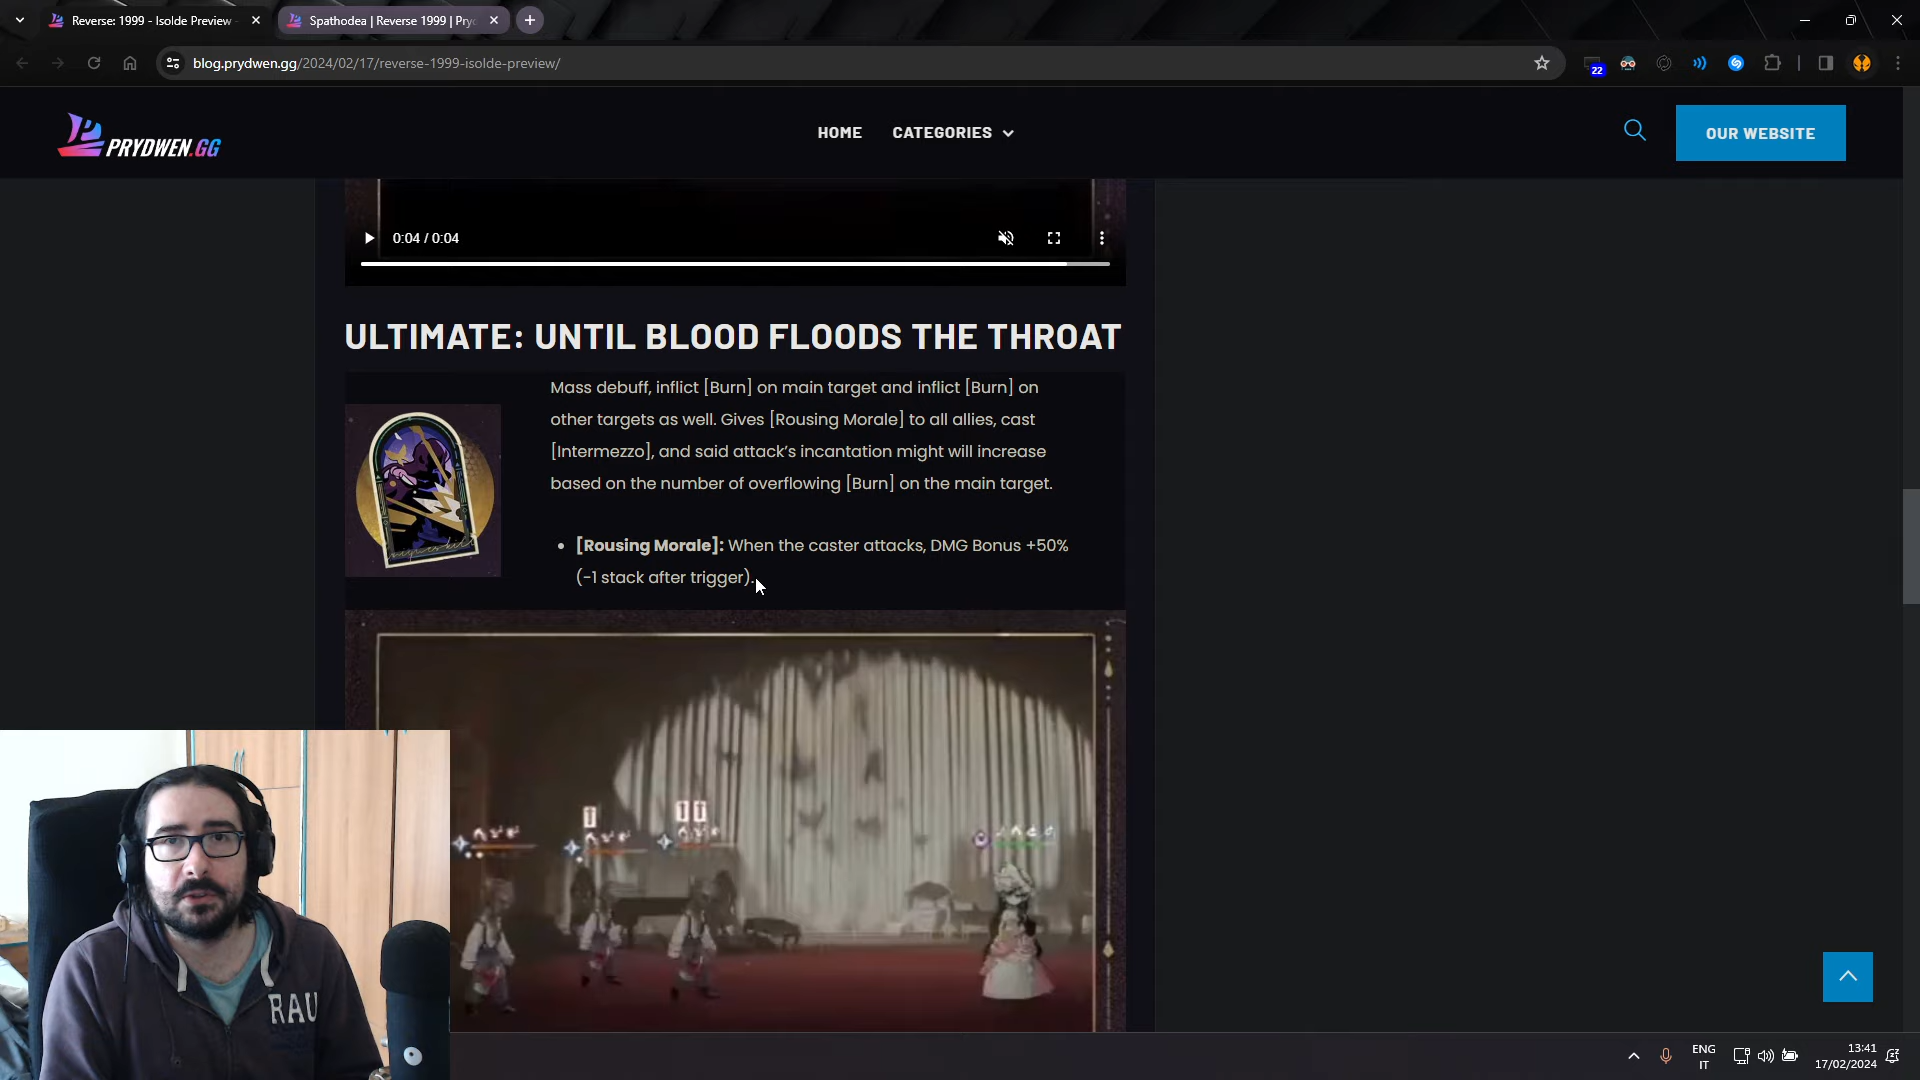 Reverse: 1999 - Isolde Preview
Spathodea | Reverse 1999 | Pry
blog.prydwen.gg/2024/02/17/reverse-1999-isolde-preview/
22
PRYDWEN.GG
HOME
CATEGORIES
OUR WEBSITE
0:04 / 0:04
ULTIMATE: UNTIL BLOOD FLOODS THE THROAT
Mass debuff, inflict [Burn] on main target and inflict [Burn] on
other targets as well. Gives [Rousing Morale] to all allies, cast
[Intermezzo], and said attack’s incantation might will increase
based on the number of overflowing [Burn] on the main target.
• [Rousing Morale]: When the caster attacks, DMG Bonus +50%
(-1 stack after trigger).
RAU
ENG
IT
13:41
17/02/2024